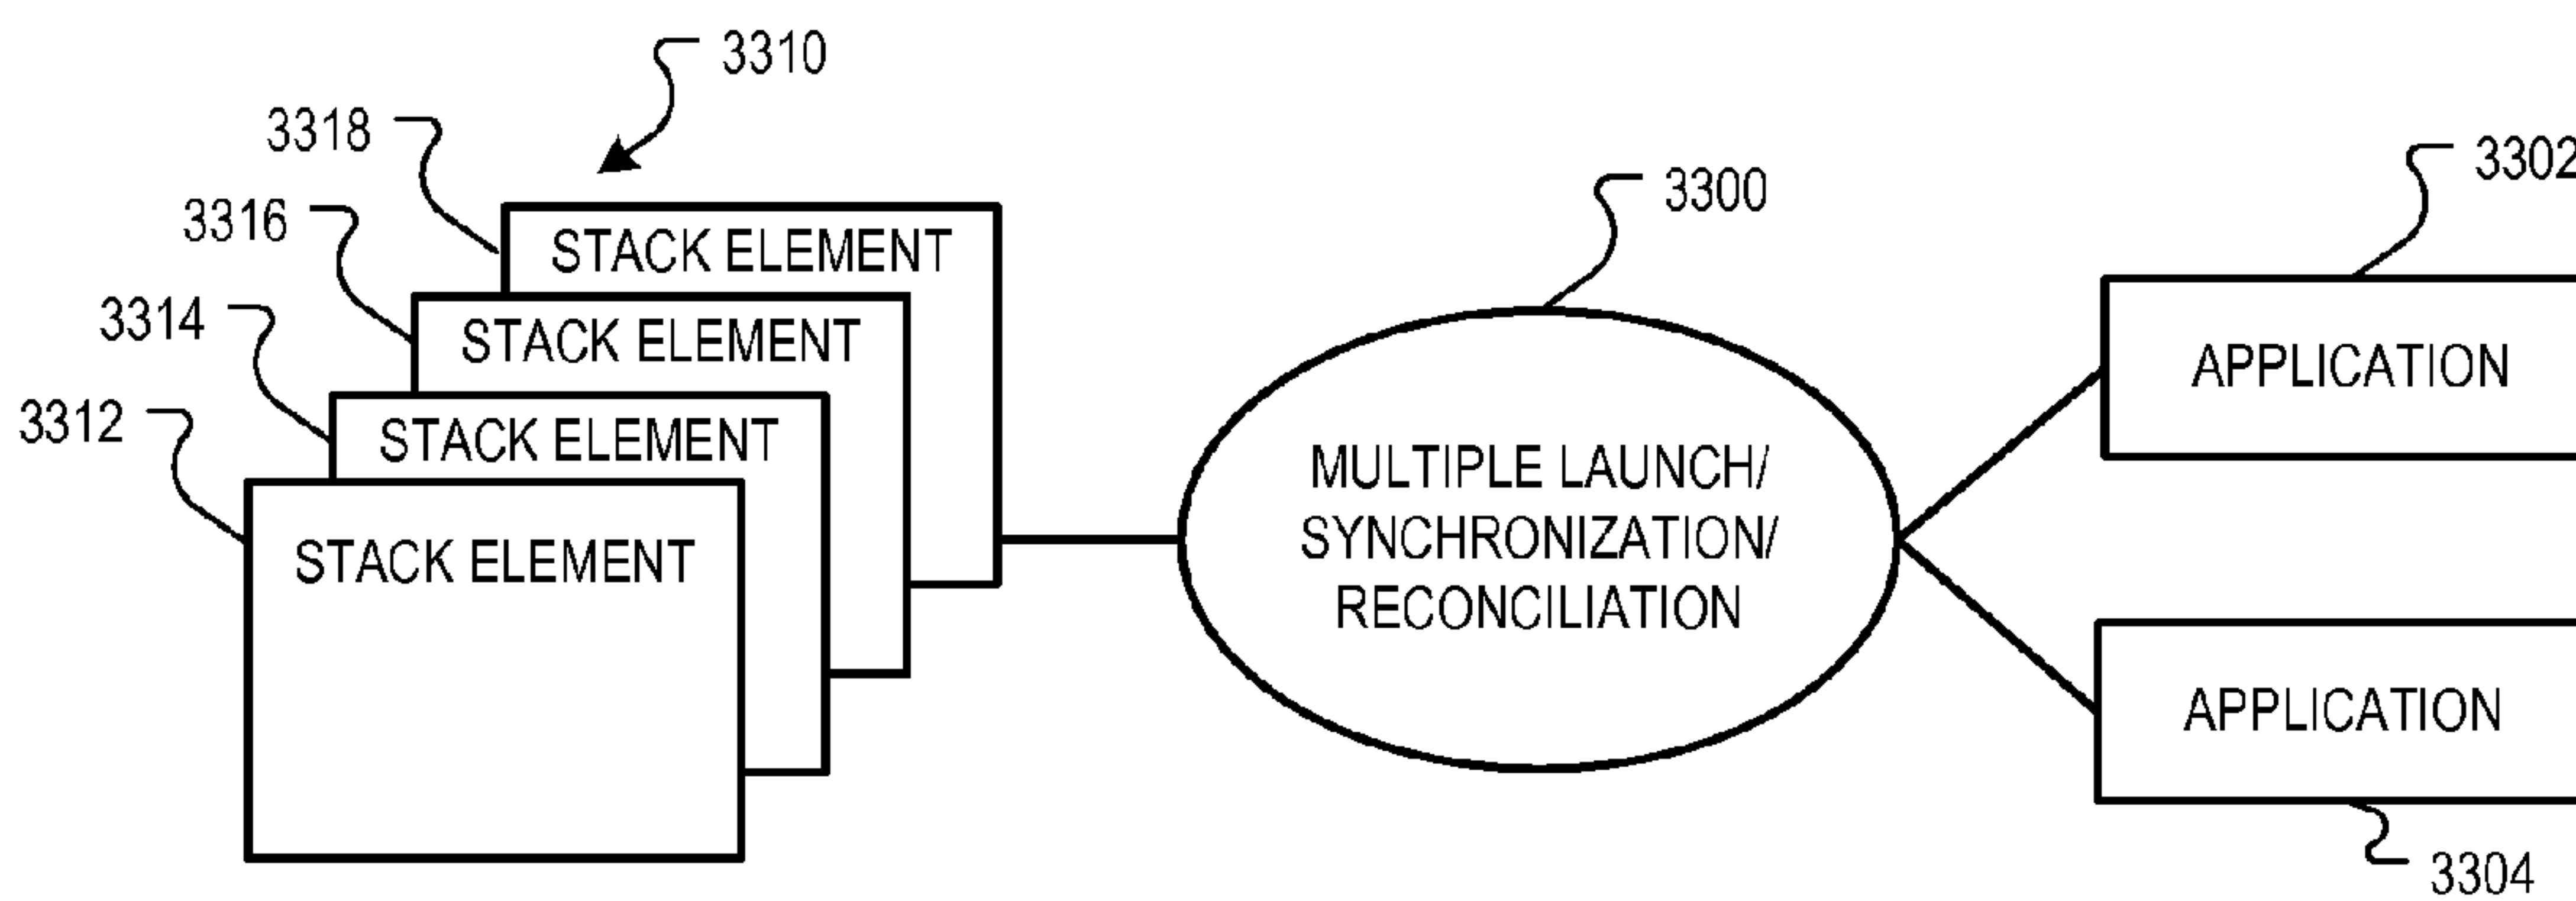 3310
3318
3302
3300
3316
STACK ELEMENT
3314
STACK ELEMENT
APPLICATION
3312
STACK ELEMENT
MULTIPLE LAUNCH/
SYNCHRONIZATION/
RECONCILIATION
STACK ELEMENT
APPLICATION
3304